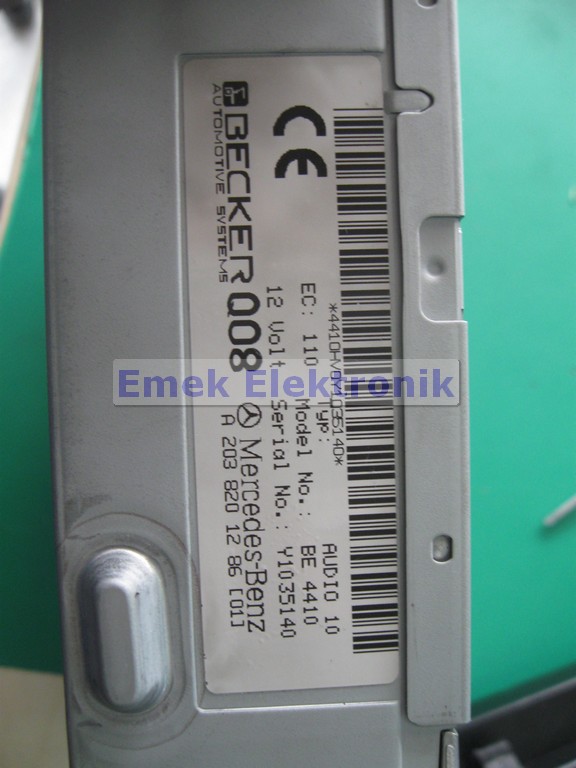 *4410HV0Y1035140*
CE
Typ: AUDIO 10
EC: 110 Model No.: BE 4410
12 Volt Serial No.: Y1035140
BECKER Q08 Mercedes-Benz
AUTOMOTIVE SYSTEMS A 203 820 12 86 [01]
Emek Elektronik